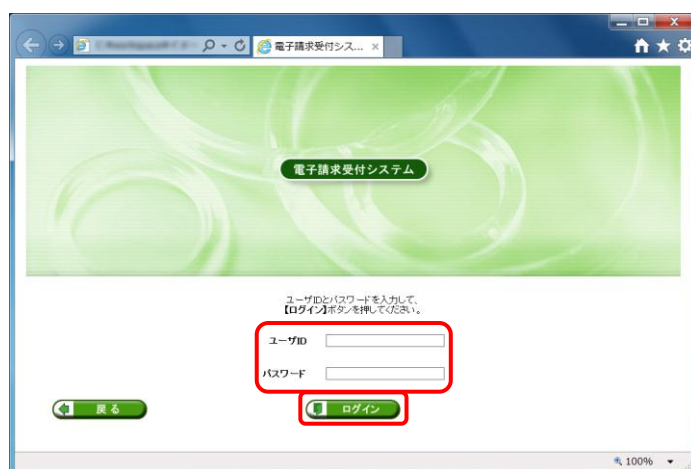 電子請求受付シス...
電子請求受付システム
ユーザIDとパスワードを入力して、
【ログイン】ボタンを押してください。
ユーザID
パスワード
戻る
ログイン
100%